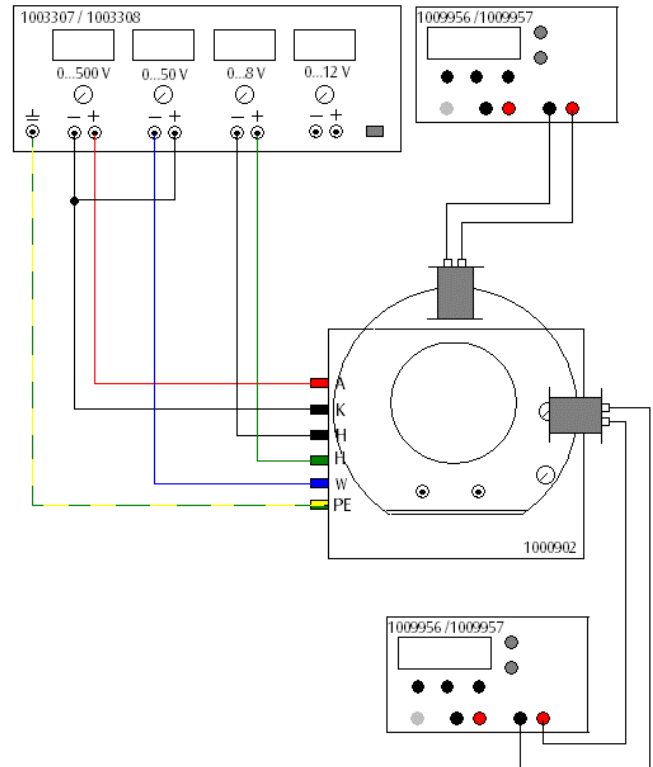 1003307 / 1003308
0...500 V
0...50 V
0...8 V
0...12 V
− +
− +
− +
− +
1009956 /1009957
A
K
H
H
W
PE
1000902
1009956 /1009957